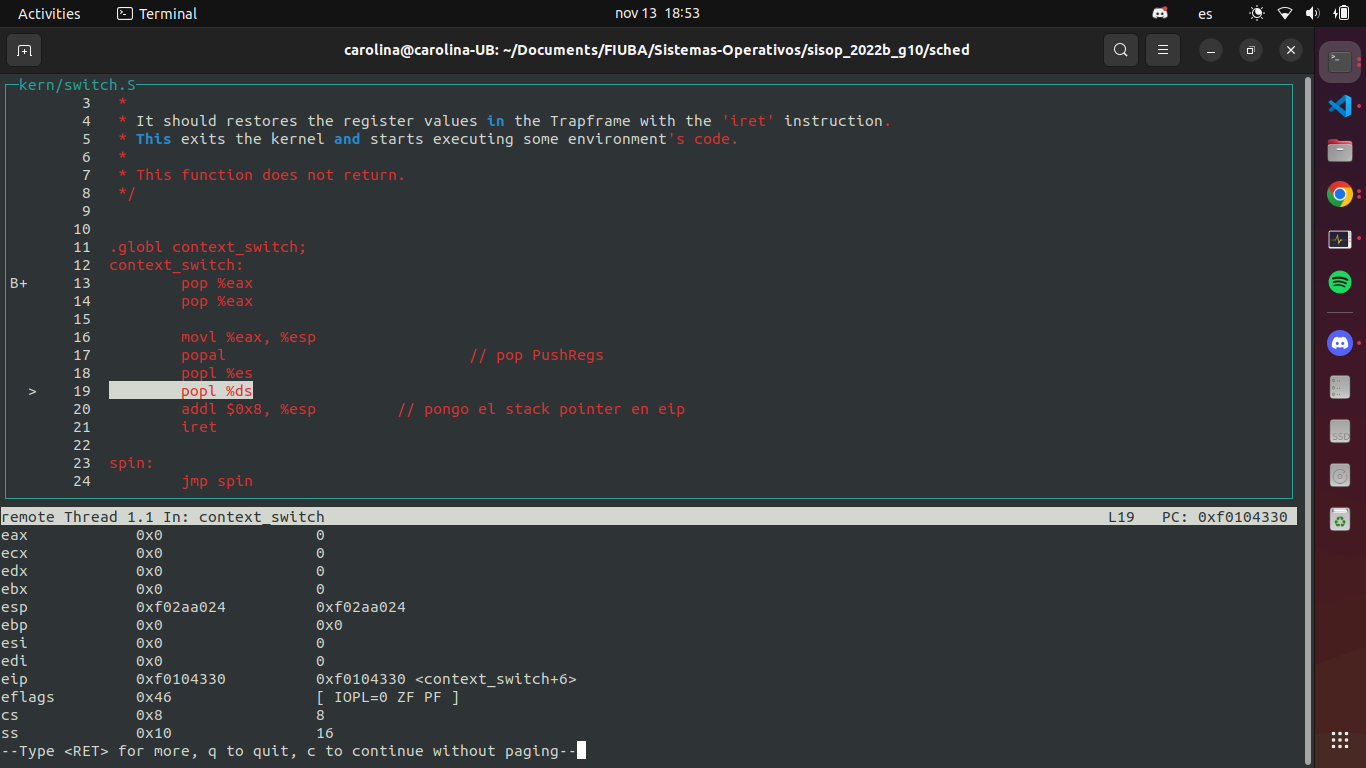 Activities Terminal nov 13 18:53 es
carolina@carolina-UB: ~/Documents/FIUBA/Sistemas-Operativos/sisop_2022b_g10/sched
kern/switch.S
3 *
4 * It should restores the register values in the Trapframe with the 'iret' instruction.
5 * This exits the kernel and starts executing some environment's code.
6 *
7 * This function does not return.
8 */
9
10
11 .globl context_switch;
12 context_switch:
B+ 13 pop %eax
14 pop %eax
15
16 movl %eax, %esp
17 popal // pop PushRegs
18 popl %es
> 19 popl %ds
20 addl $0x8, %esp // pongo el stack pointer en eip
21 iret
22
23 spin:
24 jmp spin
remote Thread 1.1 In: context_switch L19 PC: 0xf0104330
eax 0x0 0
ecx 0x0 0
edx 0x0 0
ebx 0x0 0
esp 0xf02aa024 0xf02aa024
ebp 0x0 0x0
esi 0x0 0
edi 0x0 0
eip 0xf0104330 0xf0104330 <context_switch+6>
eflags 0x46 [ IOPL=0 ZF PF ]
cs 0x8 8
ss 0x10 16
--Type <RET> for more, q to quit, c to continue without paging--
SSD